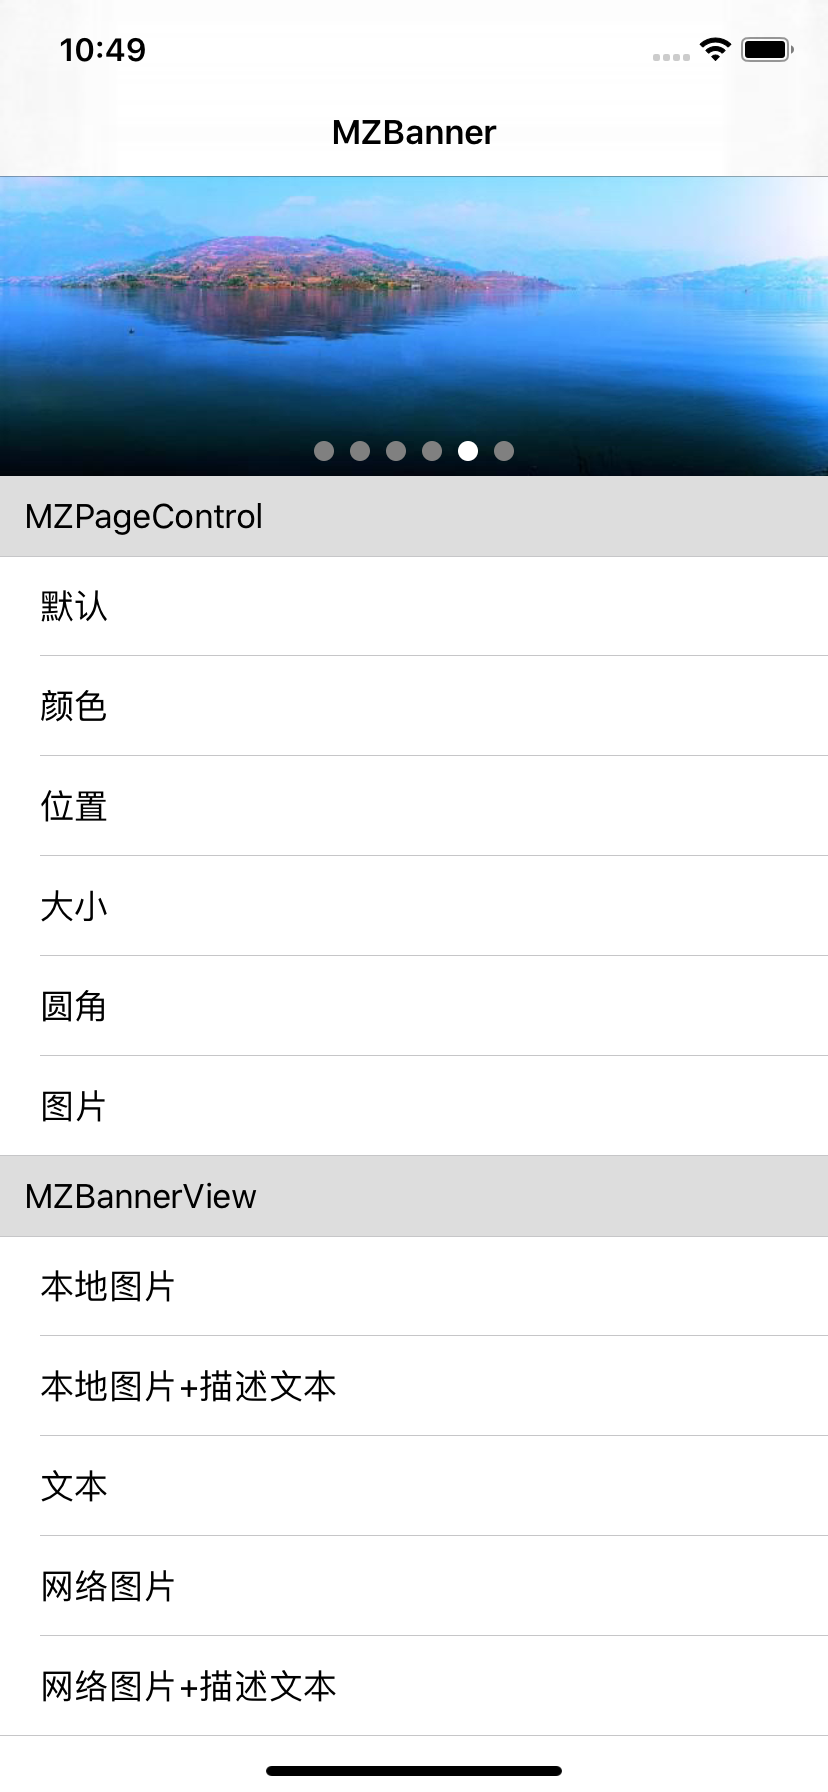 10:49
MZBanner
MZPageControl
默认
颜色
位置
大小
圆角
图片
MZBannerView
本地图片
本地图片+描述文本
文本
网络图片
网络图片+描述文本